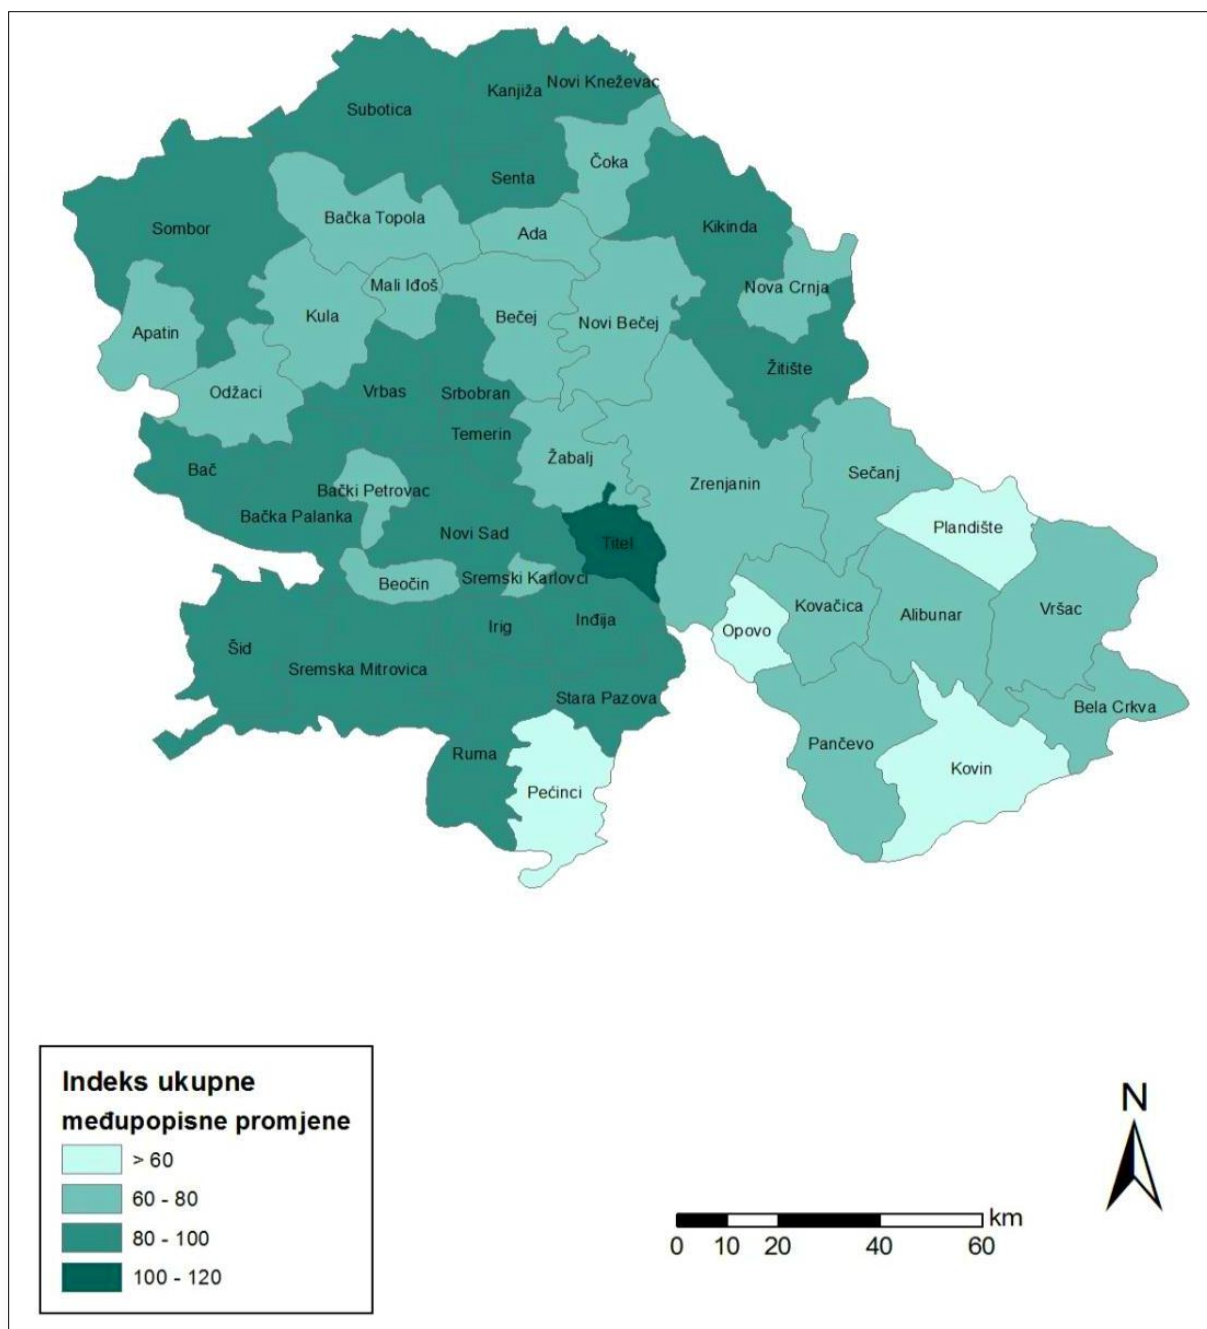 Novi Kneževac
Kanjiža
Subotica
Čoka
Senta
Bačka Topola
Kikinda
Sombor
Ada
Mali Iđoš
Nova Crnja
Kula
Bečej
Novi Bečej
Apatin
Žitište
Odžaci
Vrbas
Srbobran
Temerin
Žabalj
Bač
Sečanj
Zrenjanin
Bački Petrovac
Bačka Palanka
Plandište
Novi Sad
Titel
Beočin
Sremski Karlovci
Kovačica
Vršac
Alibunar
Inđija
Irig
Opovo
Šid
Sremska Mitrovica
Stara Pazova
Bela Crkva
Pančevo
Ruma
Kovin
Pećinci
Indeks ukupne
međupopisne promjene
> 60
60 - 80
80 - 100
100 - 120
N
km
0 10 20 40 60